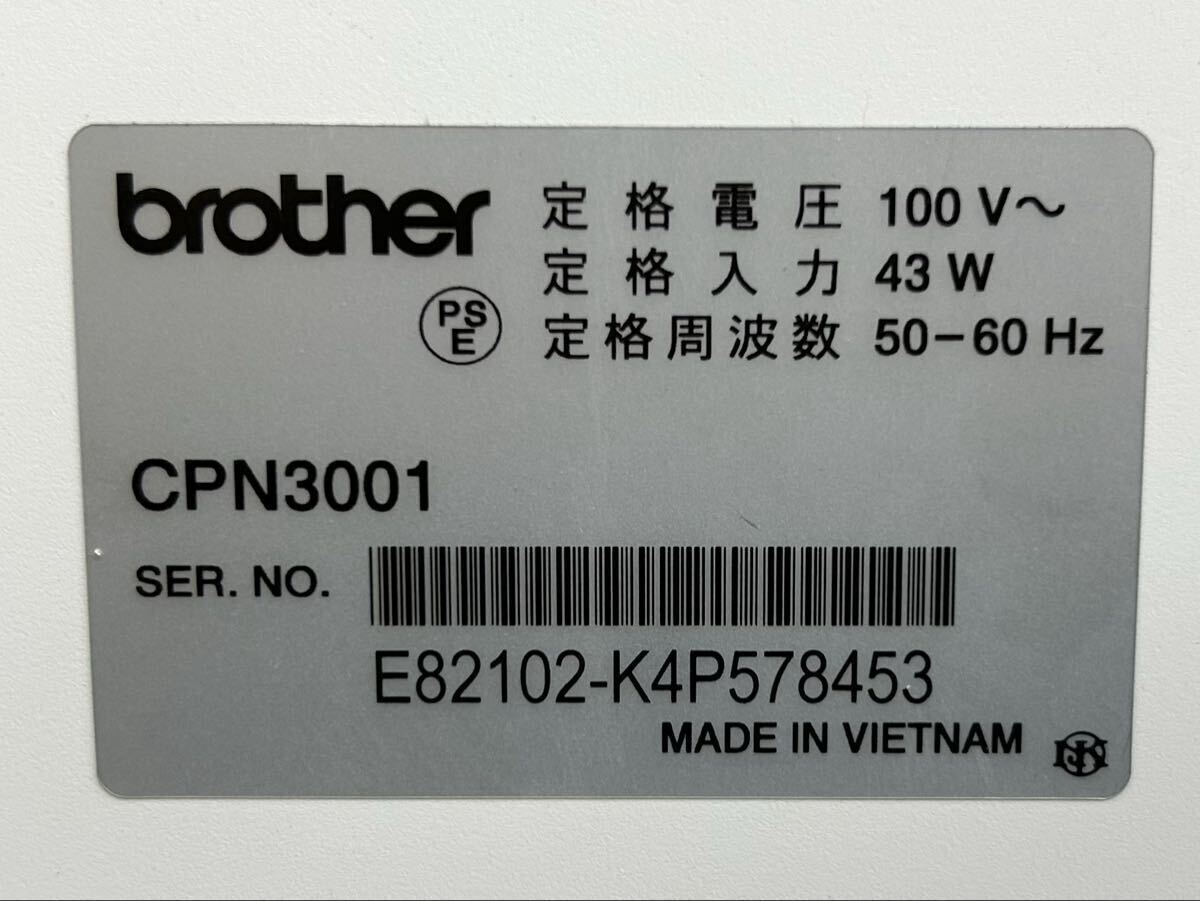 brother
定格電圧 100 V～
定格入力 43 W
PSE
定格周波数 50-60 Hz
CPN3001
SER. NO.
E82102-K4P578453
MADE IN VIETNAM